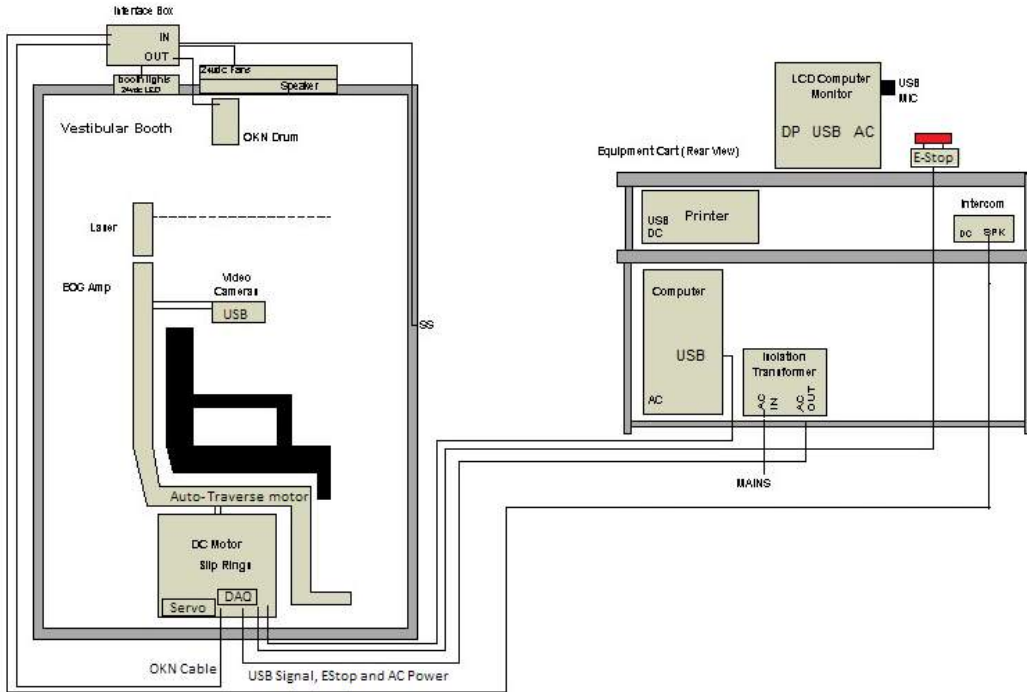 Interface Box
IN
OUT
booth lights
24vdc LED
24vdc Fans
Speaker
Vestibular Booth
OKN Drum
Laser
EOG Amp
Video
Cameras
USB
SS
Auto-Traverse motor
DC Motor
Slip Rings
DAQ
Servo
OKN Cable
USB Signal, EStop and AC Power
LCD Computer
Monitor
DP USB AC
USB
MIC
E-Stop
Equipment Cart (Rear View)
USB
DC
Printer
Intercom
DC SPK
Computer
USB
AC
Isolation
Transformer
AC
IN
AC
OUT
MAINS